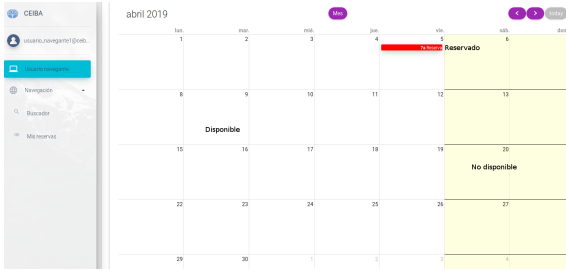 CEIBA
usuario_navegante1@ceib...
Usuario navegante
Navegación
Buscador
Mis reservas
abril 2019
Mes
< > today
lun. mar. mié. jue. vie. sáb. dom
1 2 3 4 5 6
7a Reserva Reservado
8 9 10 11 12 13
Disponible
15 16 17 18 19 20
No disponible
22 23 24 25 26 27
29 30 1 2 3 4